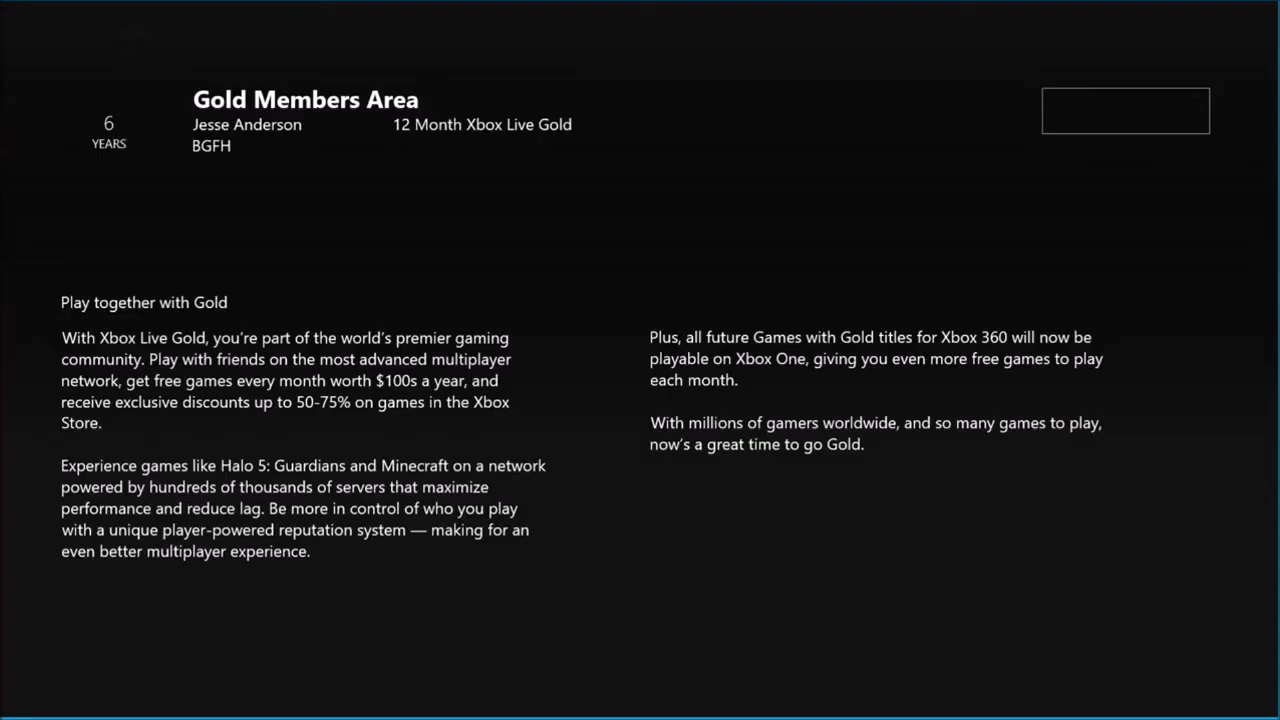 Gold Members Area
6
YEARS
Jesse Anderson
12 Month Xbox Live Gold
BGFH
Play together with Gold
With Xbox Live Gold, you're part of the world's premier gaming
community. Play with friends on the most advanced multiplayer
network, get free games every month worth $100s a year, and
receive exclusive discounts up to 50-75% on games in the Xbox
Store.
Experience games like Halo 5: Guardians and Minecraft on a network
powered by hundreds of thousands of servers that maximize
performance and reduce lag. Be more in control of who you play
with a unique player-powered reputation system — making for an
even better multiplayer experience.
Plus, all future Games with Gold titles for Xbox 360 will now be
playable on Xbox One, giving you even more free games to play
each month.
With millions of gamers worldwide, and so many games to play,
now's a great time to go Gold.